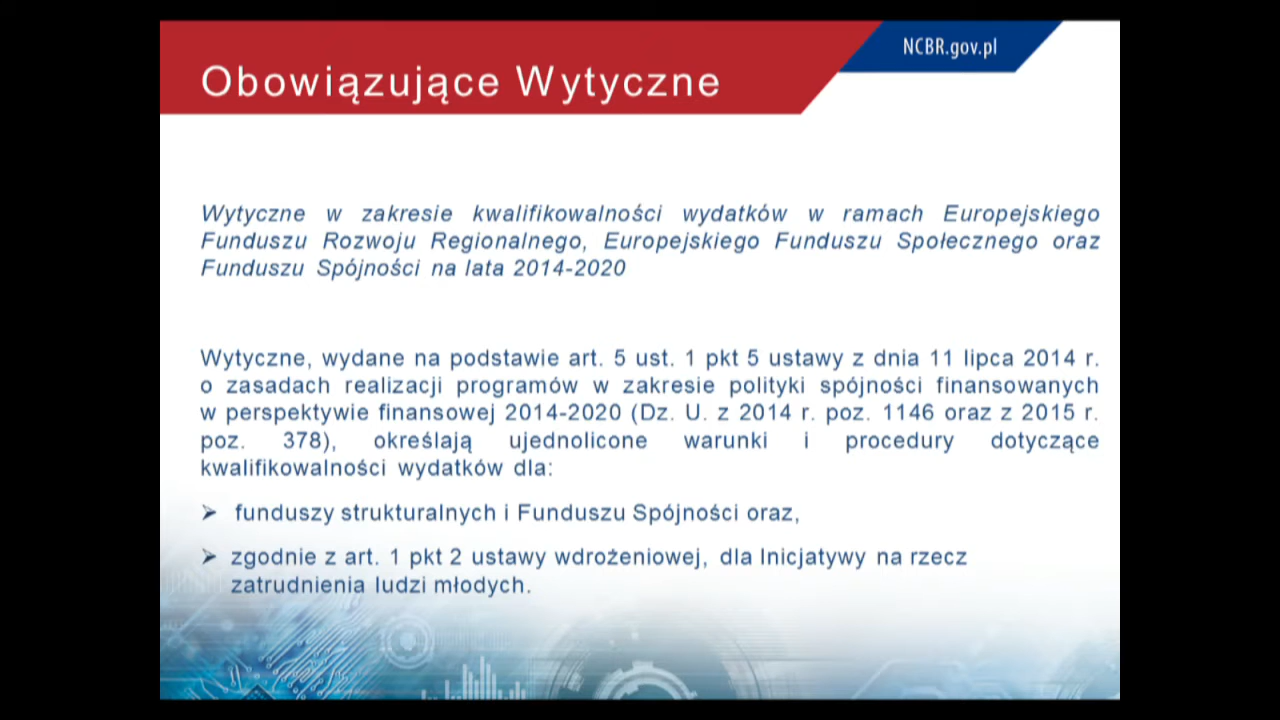 NCBR.gov.pl
Obowiązujące Wytyczne
Wytyczne w zakresie kwalifikowalności wydatków w ramach Europejskiego
Funduszu Rozwoju Regionalnego, Europejskiego Funduszu Społecznego oraz
Funduszu Spójności na lata 2014-2020
Wytyczne, wydane na podstawie art. 5 ust. 1 pkt 5 ustawy z dnia 11 lipca 2014 r.
o zasadach realizacji programów w zakresie polityki spójności finansowanych
w perspektywie finansowej 2014-2020 (Dz. U. z 2014 r. poz. 1146 oraz z 2015 r.
poz. 378), określają ujednolicone warunki i procedury dotyczące
kwalifikowalności wydatków dla:
➢ funduszy strukturalnych i Funduszu Spójności oraz,
➢ zgodnie z art. 1 pkt 2 ustawy wdrożeniowej, dla Inicjatywy na rzecz
zatrudnienia ludzi młodych.